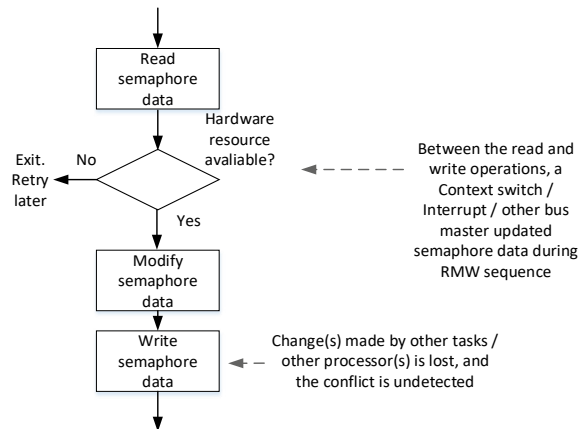 Read
semaphore
data
Hardware
resource
avaliable?
No
Exit.
Retry
later
Yes
Between the read and
write operations, a
Context switch /
Interrupt / other bus
master updated
semaphore data during
RMW sequence
Modify
semaphore
data
Write
semaphore
data
Change(s) made by other tasks /
other processor(s) is lost, and
the conflict is undetected